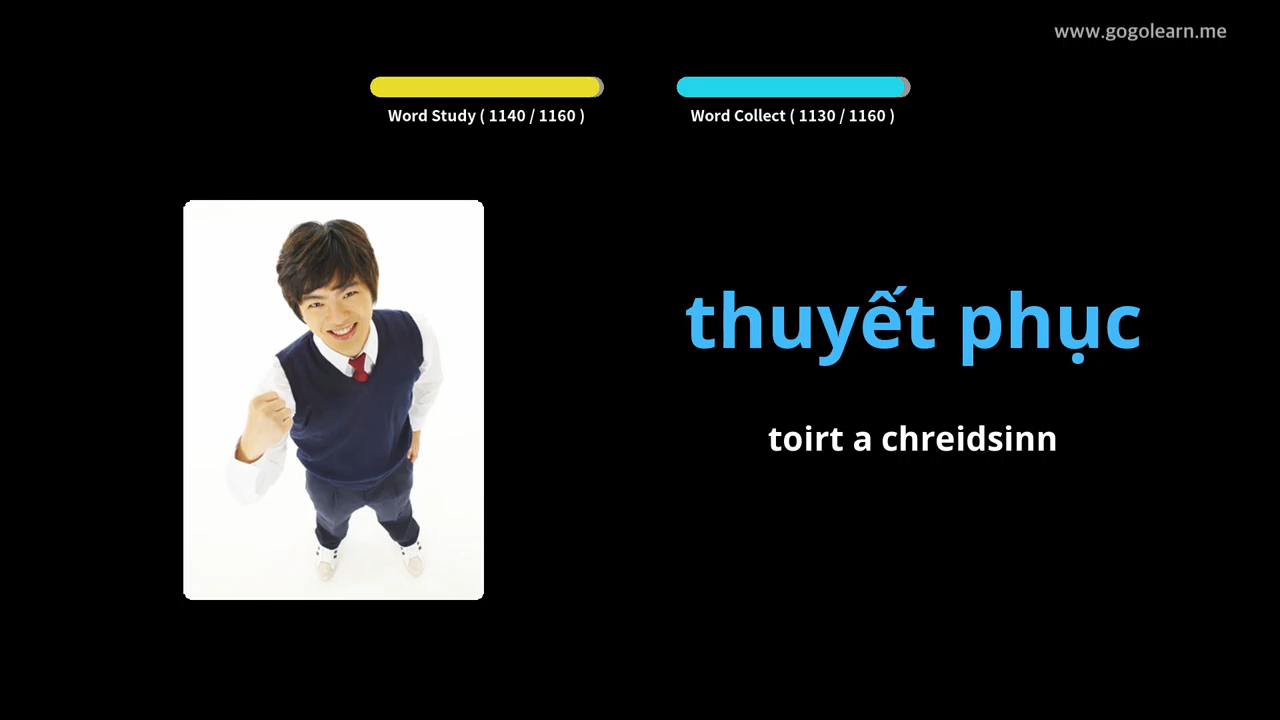 www.gogolearn.me
Word Study ( 1140 / 1160 )
Word Collect ( 1130 / 1160 )
thuyết phục
toirt a chreidsinn